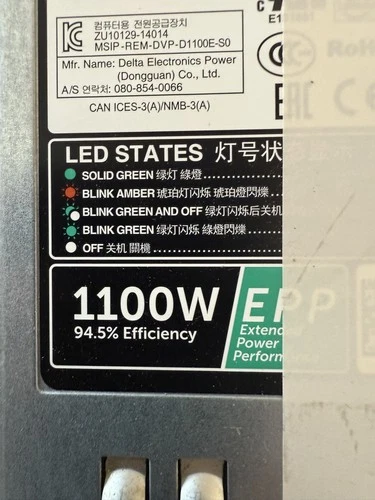 컴퓨터용 전원공급장치
ZU10129-14014
MSIP-REM-DVP-D1100E-S0
Mfr. Name: Delta Electronics Power
(Dongguan) Co., Ltd.
A/S 연락처: 080-854-0066
CAN ICES-3(A)/NMB-3(A)
LED STATES 灯号状
SOLID GREEN 绿灯 綠燈
BLINK AMBER 琥珀灯闪烁 琥珀燈閃爍
BLINK GREEN AND OFF 绿灯闪烁后关机
BLINK GREEN 绿灯闪烁 綠燈閃爍
OFF 关机 關機
1100W
94.5% Efficiency
EPP
Extended
Power
Perform